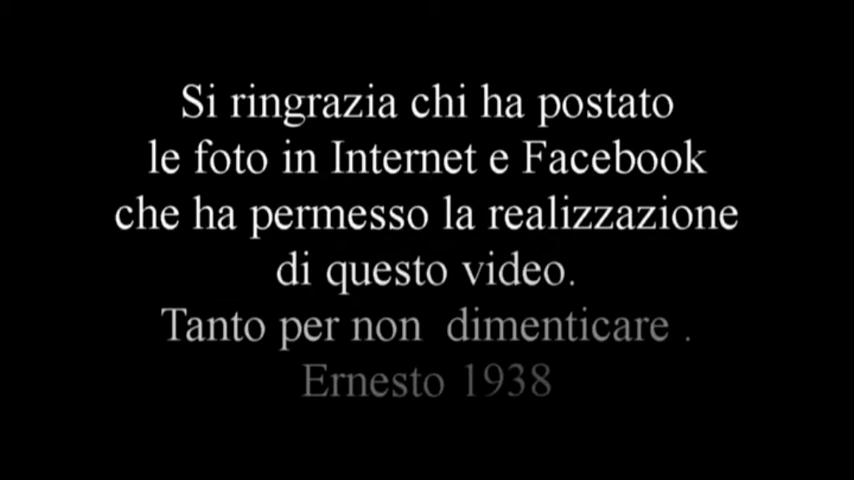 Si ringrazia chi ha postato
le foto in Internet e Facebook
che ha permesso la realizzazione
di questo video.
Tanto per non  dimenticare .
Ernesto 1938